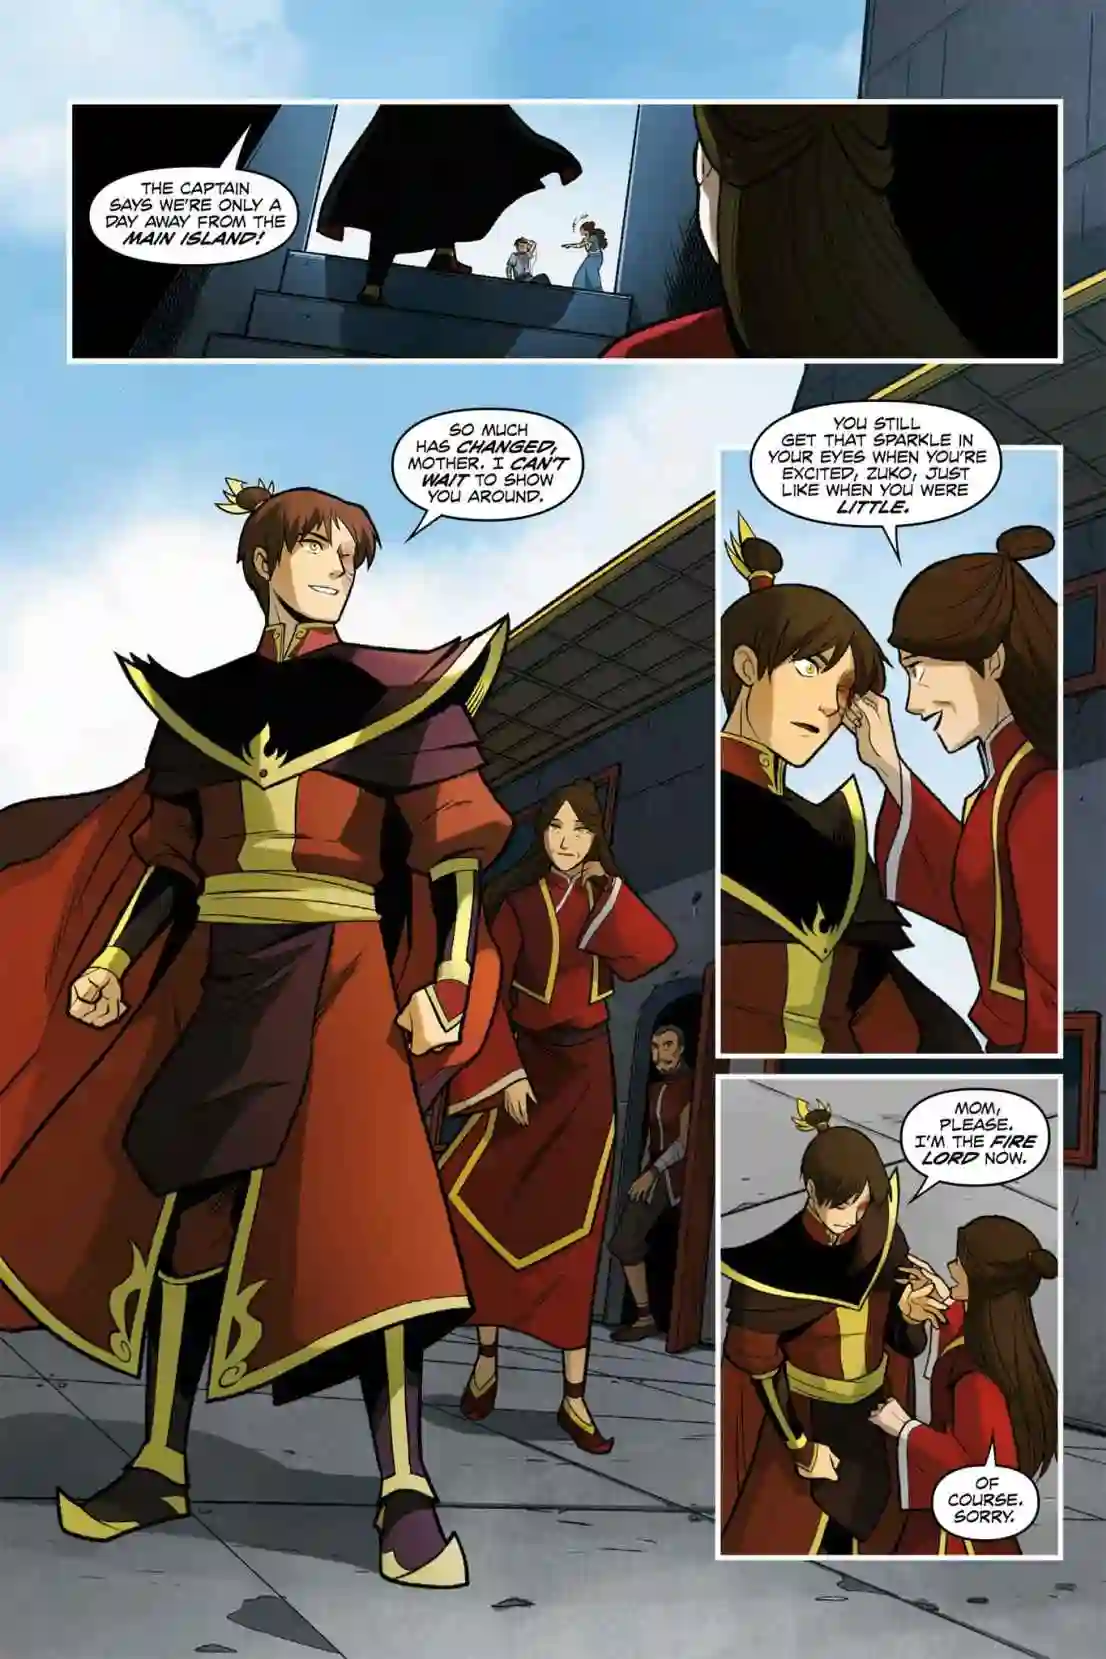 THE CAPTAIN
SAYS WE'RE ONLY A
DAY AWAY FROM THE
MAIN ISLAND!
SO MUCH
HAS CHANGED,
MOTHER. I CAN'T
WAIT TO SHOW
YOU AROUND.
YOU STILL
GET THAT SPARKLE IN
YOUR EYES WHEN YOU'RE
EXCITED, ZUKO, JUST
LIKE WHEN YOU WERE
LITTLE.
MOM,
PLEASE.
I'M THE FIRE
LORD NOW.
OF
COURSE.
SORRY.